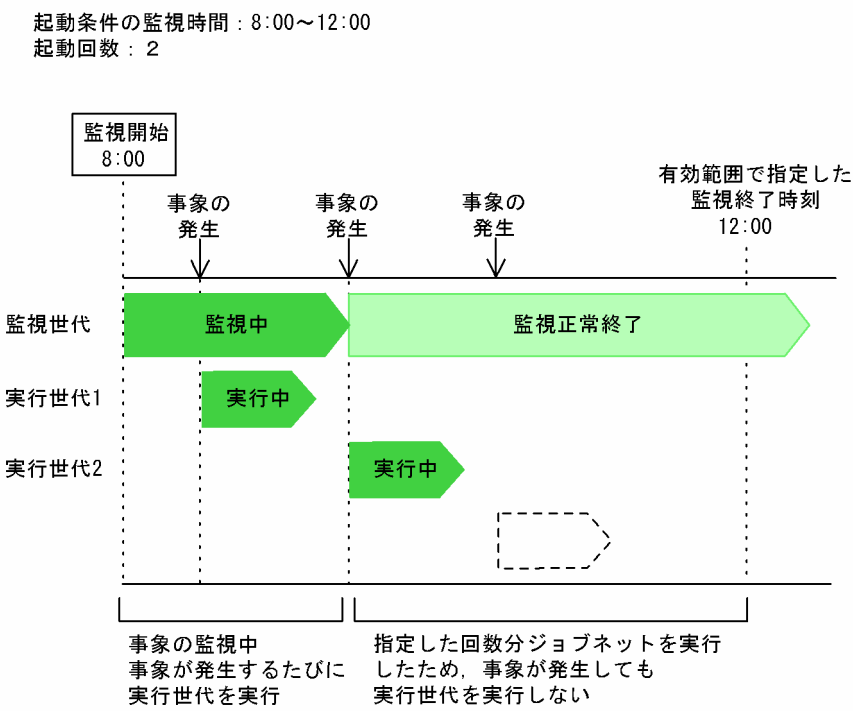 起動条件の監視時間：8:00～12:00
起動回数：２
監視開始
8:00
有効範囲で指定した
監視終了時刻
12:00
事象の
発生
事象の
発生
事象の
発生
監視世代
監視中
監視正常終了
実行世代1
実行中
実行世代2
実行中
事象の監視中
事象が発生するたびに
実行世代を実行
指定した回数分ジョブネットを実行
したため，事象が発生しても
実行世代を実行しない